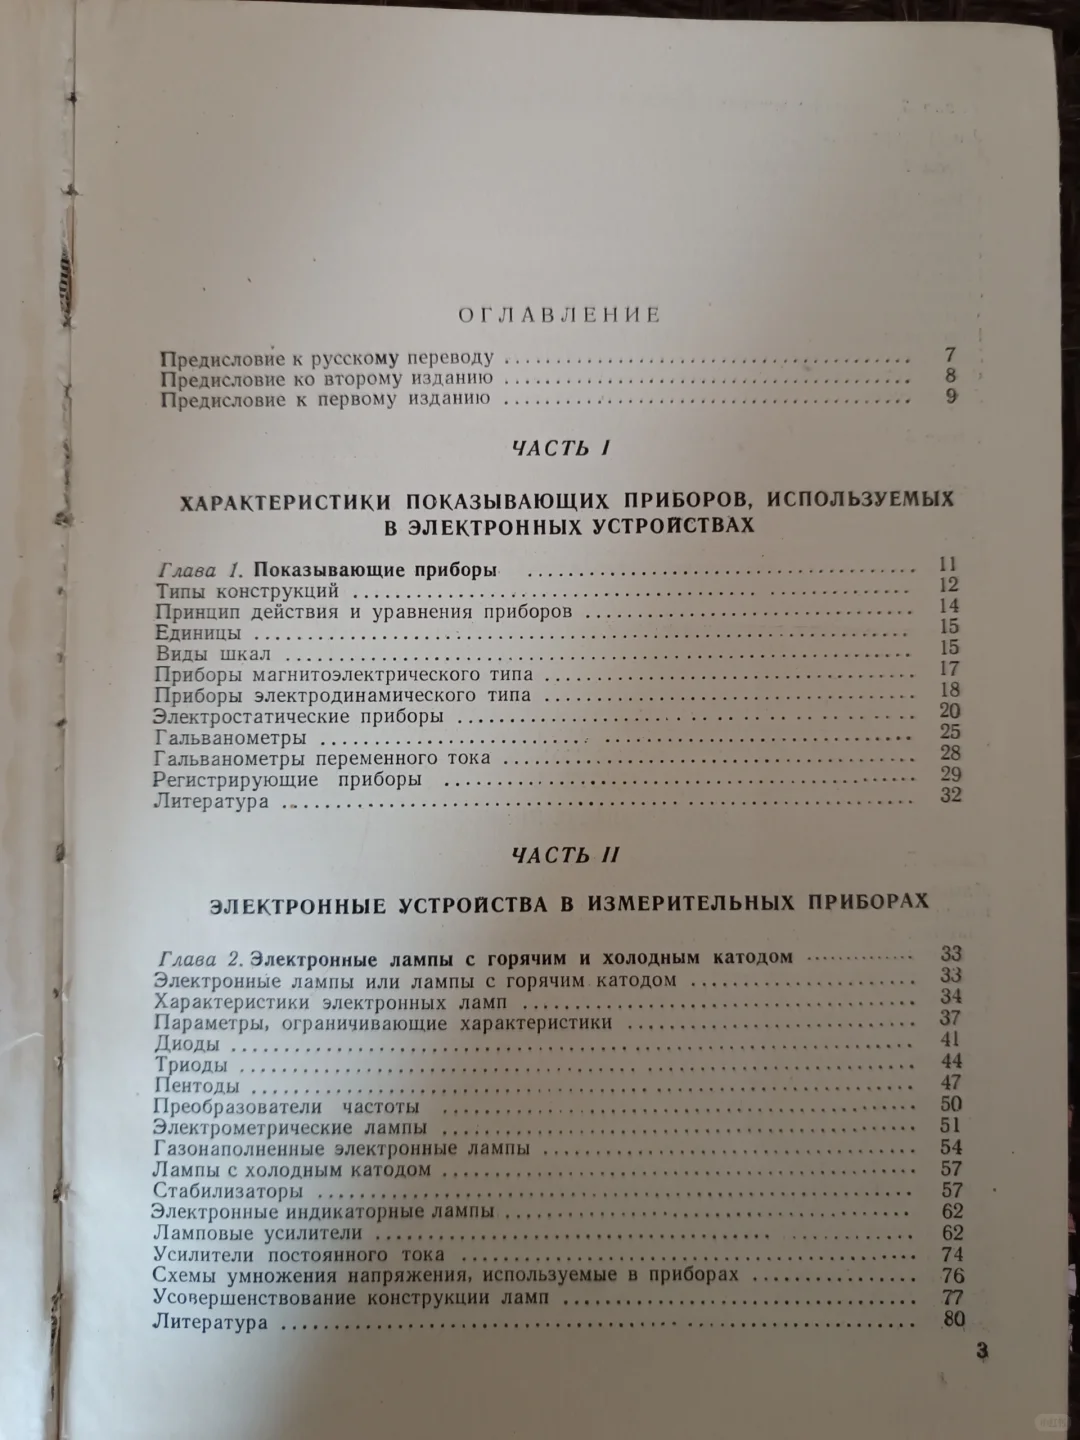 ОГЛАВЛЕНИЕ
Предисловие к русскому переводу ........ 7
Предисловие ко второму изданию ........ 8
Предисловие к первому изданию ........ 9
ЧАСТЬ I
ХАРАКТЕРИСТИКИ ПОКАЗЫВАЮЩИХ ПРИБОРОВ, ИСПОЛЬЗУЕМЫХ
В ЭЛЕКТРОННЫХ УСТРОЙСТВАХ
Глава 1. Показывающие приборы ........ 11
Типы конструкций ........ 12
Принцип действия и уравнения приборов ........ 14
Единицы ........ 15
Виды шкал ........ 15
Приборы магнитоэлектрического типа ........ 17
Приборы электродинамического типа ........ 18
Электростатические приборы ........ 20
Гальванометры ........ 25
Гальванометры переменного тока ........ 28
Регистрирующие приборы ........ 29
Литература ........ 32
ЧАСТЬ II
ЭЛЕКТРОННЫЕ УСТРОЙСТВА В ИЗМЕРИТЕЛЬНЫХ ПРИБОРАХ
Глава 2. Электронные лампы с горячим и холодным катодом ........ 33
Электронные лампы или лампы с горячим катодом ........ 33
Характеристики электронных ламп ........ 34
Параметры, ограничивающие характеристики ........ 37
Диоды ........ 41
Триоды ........ 44
Пентоды ........ 47
Преобразователи частоты ........ 50
Электрометрические лампы ........ 51
Газонаполненные электронные лампы ........ 54
Лампы с холодным катодом ........ 57
Стабилизаторы ........ 57
Электронные индикаторные лампы ........ 62
Ламповые усилители ........ 62
Усилители постоянного тока ........ 74
Схемы умножения напряжения, используемые в приборах ........ 76
Усовершенствование конструкции ламп ........ 77
Литература ........ 80
3